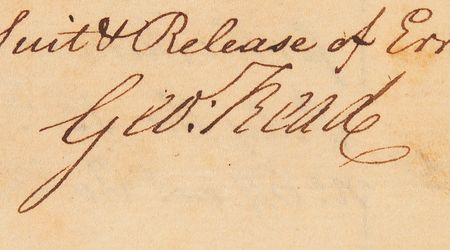 Suit & Release of Err
Geo: Read